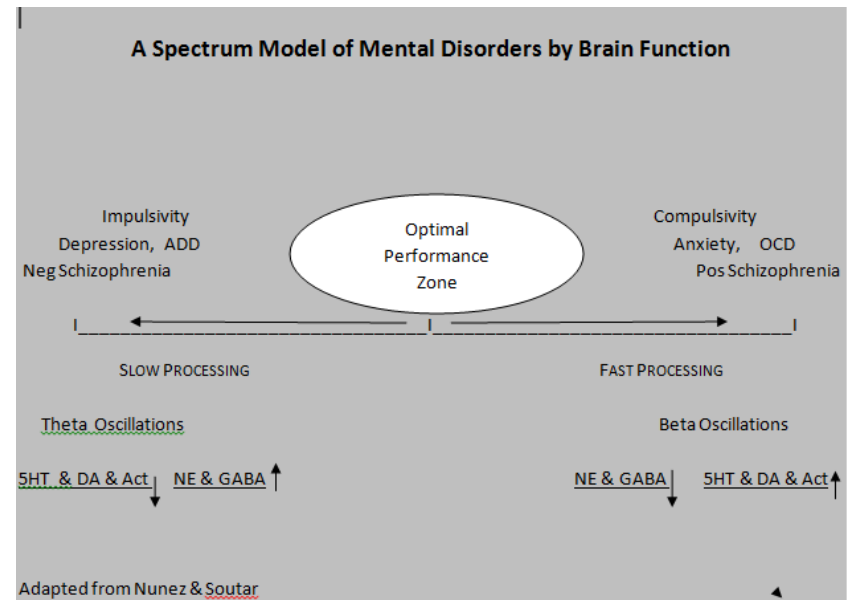 A Spectrum Model of Mental Disorders by Brain Function
Impulsivity
Depression, ADD
Neg Schizophrenia
Optimal
Performance
Zone
Compulsivity
Anxiety, OCD
Pos Schizophrenia
SLOW PROCESSING
FAST PROCESSING
Theta Oscillations
Beta Oscillations
5HT & DA & Act
NE & GABA
NE & GABA
5HT & DA & Act
Adapted from Nunez & Soutar